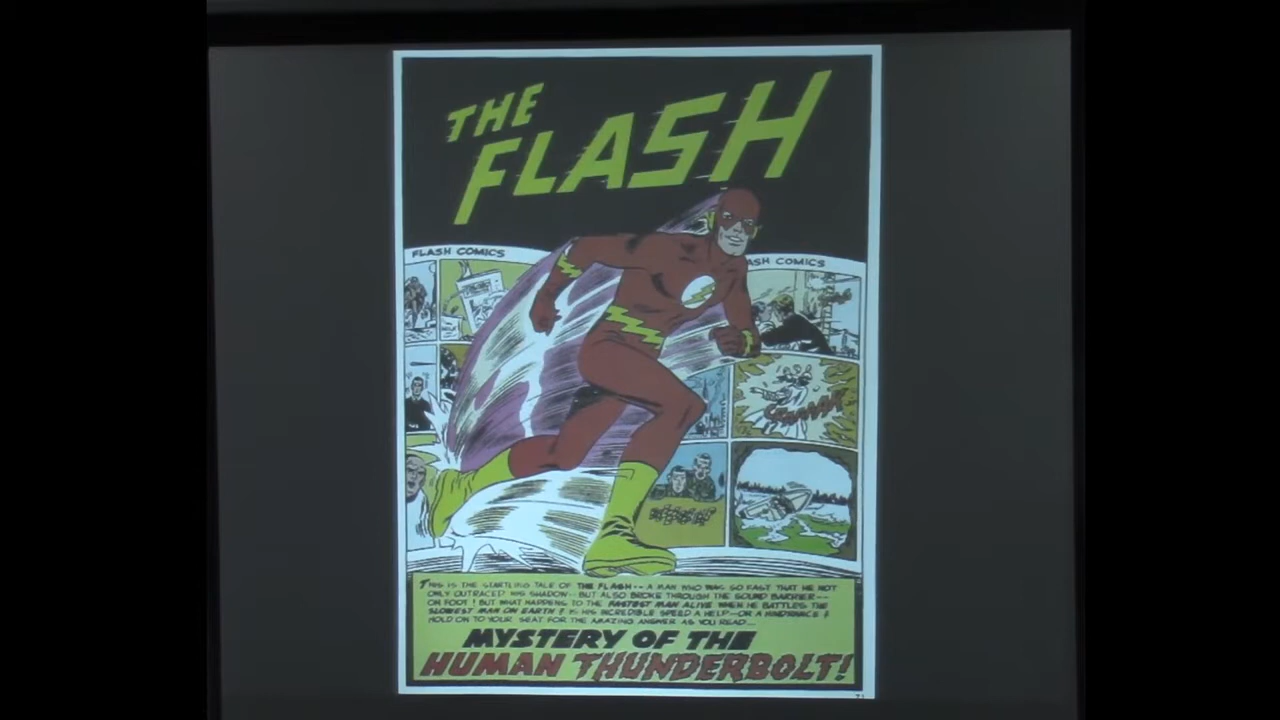 THE
FLASH
FLASH COMICS
ASH COMICS
THIS IS THE STARTLING TALE OF THE FLASH -- A MAN WHO WAS SO FAST THAT HE NOT
ONLY OUTRACED HIS SHADOW -- BUT ALSO BROKE THROUGH THE SOUND BARRIER --
ON FOOT! BUT WHAT HAPPENS TO THE FASTEST MAN ALIVE WHEN HE BATTLES THE
SLOWEST MAN ON EARTH? IS HIS INCREDIBLE SPEED A HELP -- OR A HINDRANCE?
HOLD ON TO YOUR SEAT FOR THE AMAZING ANSWER AS YOU READ...
MYSTERY OF THE
HUMAN THUNDERBOLT!